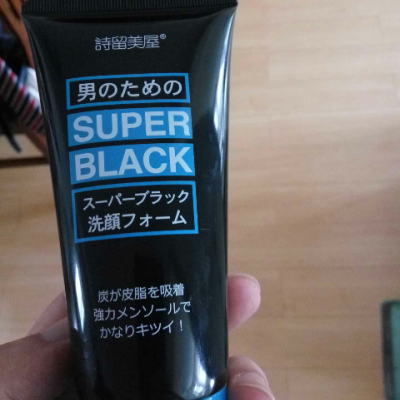 詩留美屋®
男のための
SUPER
BLACK
スーパーブラック
洗顔フォーム
炭が皮脂を吸着
強力メンソールで
かなりキツイ！